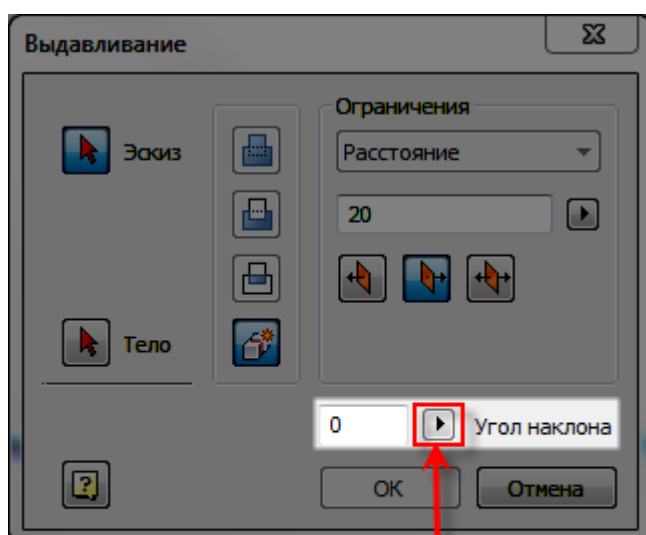 Выдавливание
Ограничения
Эскиз
Расстояние
20
Тело
0
Угол наклона
OK
Отмена